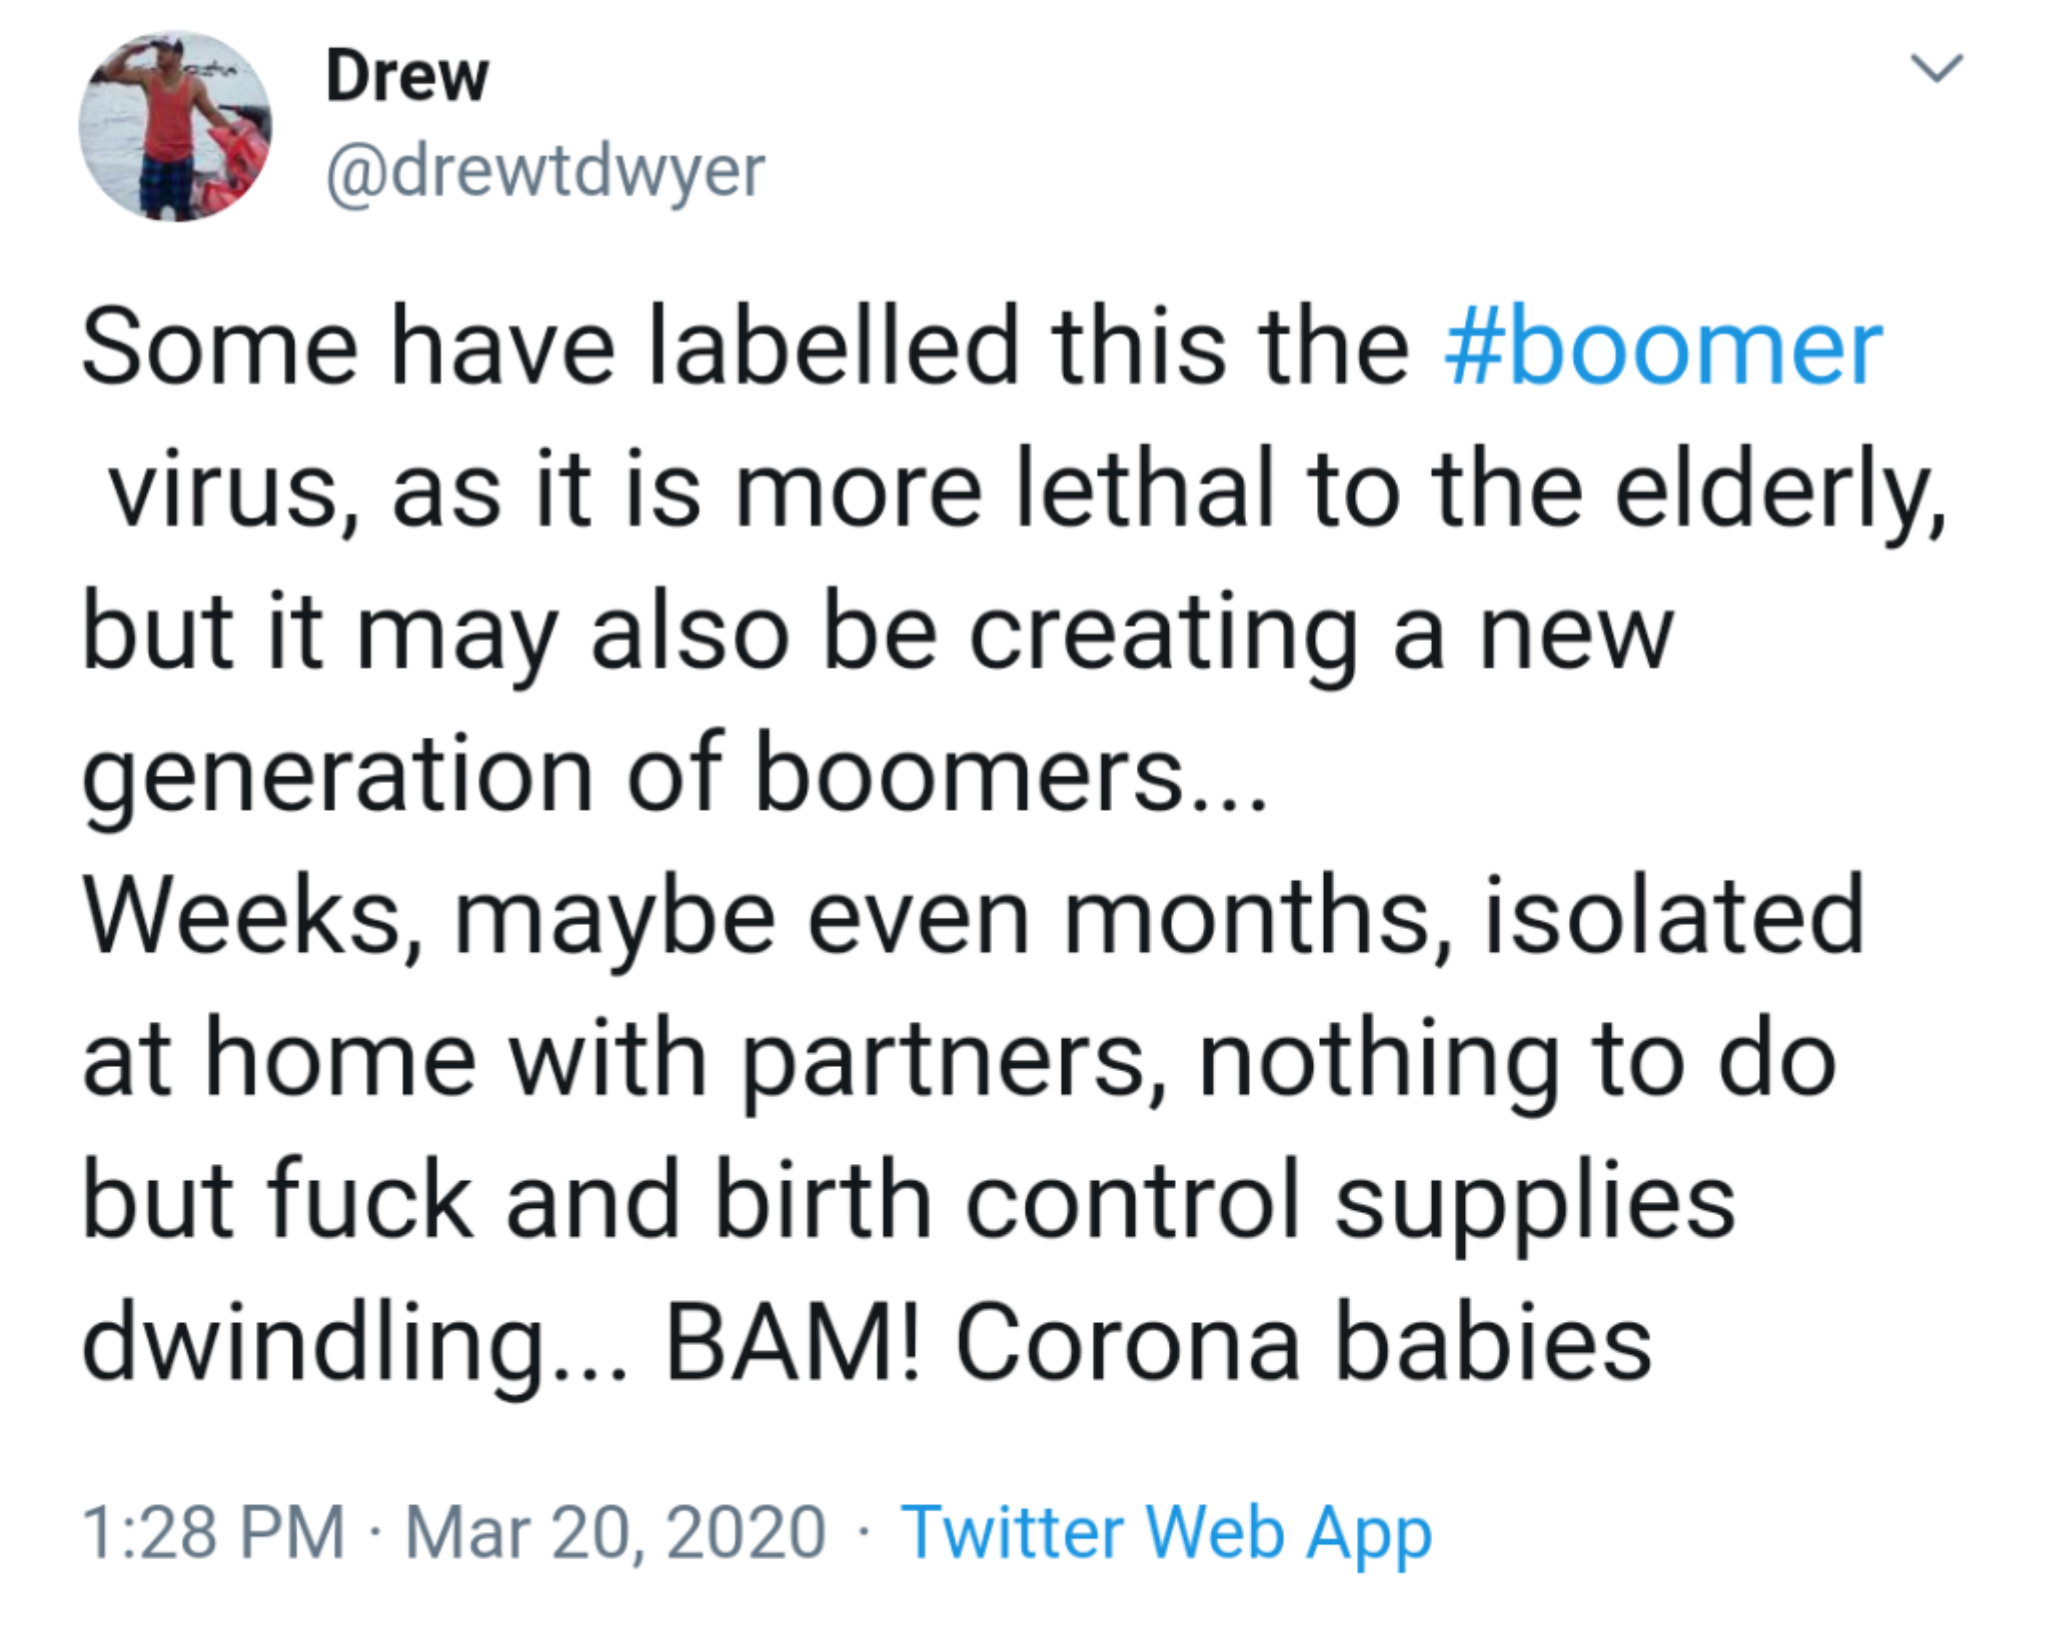 Drew
@drewtdwyer
Some have labelled this the #boomer
virus, as it is more lethal to the elderly,
but it may also be creating a new
generation of boomers...
Weeks, maybe even months, isolated
at home with partners, nothing to do
but fuck and birth control supplies
dwindling... BAM! Corona babies
1:28 PM · Mar 20, 2020 · Twitter Web App